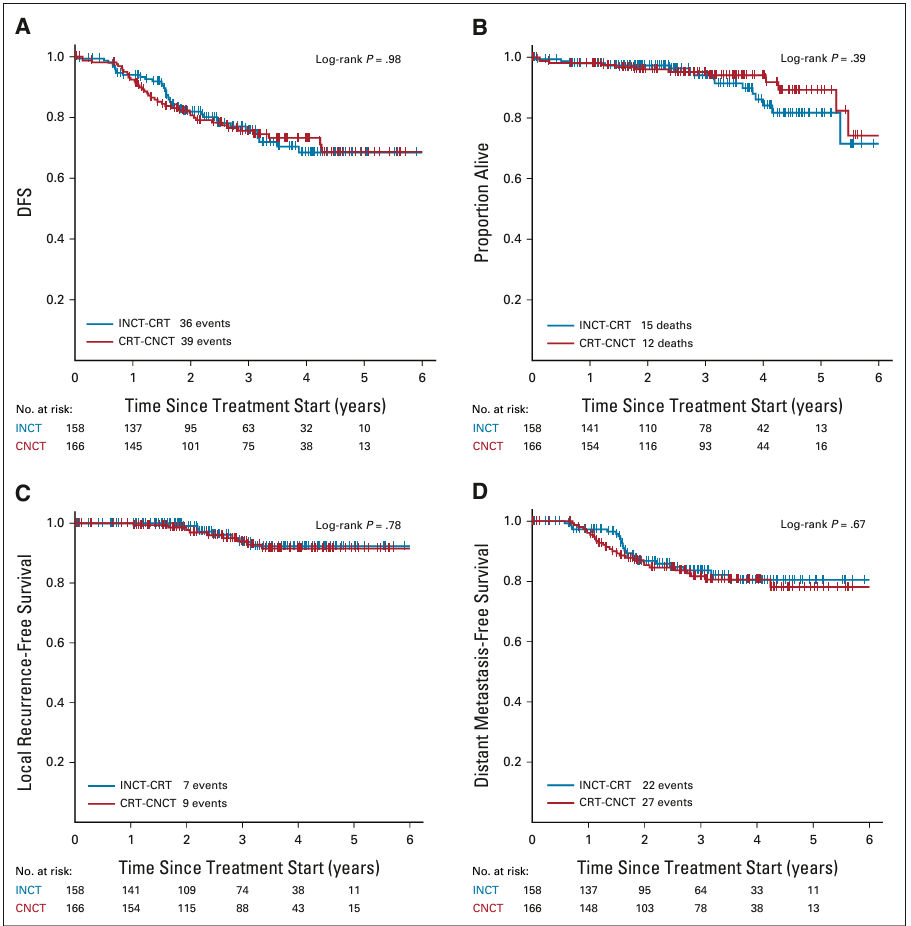 A
Log-rank P = .98
1.0
0.8
0.6
0.4
0.2
DFS
INCT-CRT 36 events
CRT-CNCT 39 events
0 1 2 3 4 5 6
Time Since Treatment Start (years)
No. at risk:
INCT 158 137 95 63 32 10
CNCT 166 145 101 75 38 13
B
Log-rank P = .39
1.0
0.8
0.6
0.4
0.2
Proportion Alive
INCT-CRT 15 deaths
CRT-CNCT 12 deaths
0 1 2 3 4 5 6
Time Since Treatment Start (years)
No. at risk:
INCT 158 141 110 78 42 13
CNCT 166 154 116 93 44 16
C
Log-rank P = .78
1.0
0.8
0.6
0.4
0.2
Local Recurrence-Free Survival
INCT-CRT 7 events
CRT-CNCT 9 events
0 1 2 3 4 5 6
Time Since Treatment Start (years)
No. at risk:
INCT 158 141 109 74 38 11
CNCT 166 154 115 88 43 15
D
Log-rank P = .67
1.0
0.8
0.6
0.4
0.2
Distant Metastasis-Free Survival
INCT-CRT 22 events
CRT-CNCT 27 events
0 1 2 3 4 5 6
Time Since Treatment Start (years)
No. at risk:
INCT 158 137 95 64 33 11
CNCT 166 148 103 78 38 13